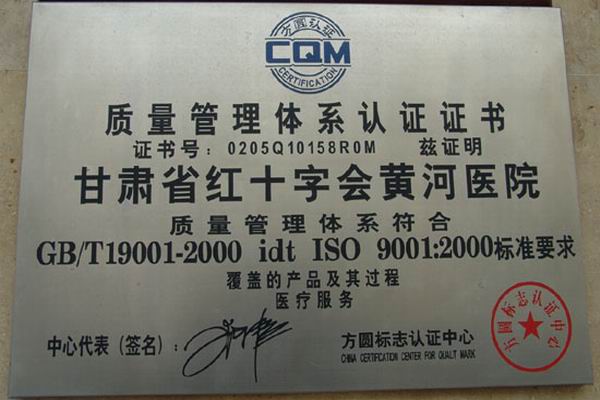 方圆认证
CQM
CERTIFICATION
质量管理体系认证证书
证书号：0205Q10158R0M 兹证明
甘肃省红十字会黄河医院
质量管理体系符合
GB/T19001-2000 idt ISO 9001:2000标准要求
覆盖的产品及其过程
医疗服务
中心代表（签名）：
方圆标志认证中心
CHINA CERTIFICATION CENTER FOR QUALT MARK
方圆标志认证中心